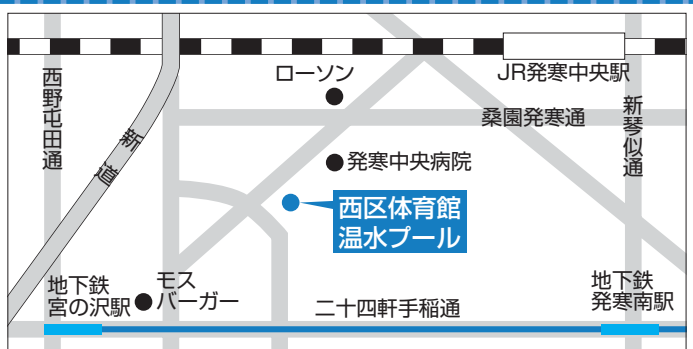 ローソン
JR発寒中央駅
西野屯田通
新道
桑園発寒通
新琴似通
発寒中央病院
西区体育館
温水プール
地下鉄
宮の沢駅
モス
バーガー
二十四軒手稲通
地下鉄
発寒南駅